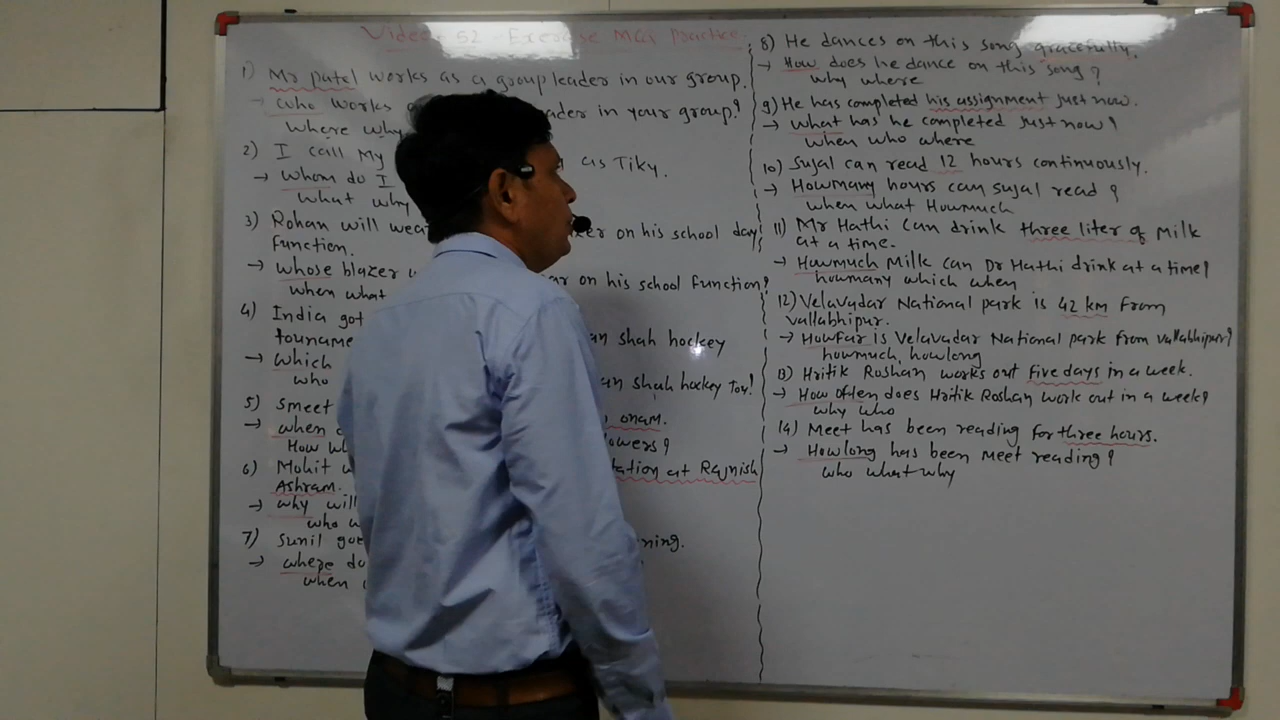 Video - 52 Exercise MCQ Practice
1) Mr patel works as a group leader in our group.
→ who works leader in your group?
where why
2) I call My as Tiky.
→ whom do I
what why
3) Rohan will wear on his school day
function.
→ whose blazer on his school function?
when what
4) India got an shah hockey
tourname
→ which an shah hockey Toy?
who
5) Smeet onam.
→ when lowers?
How wh
6) Mohit w tation at Rajnish
Ashram.
→ why will
who w
7) Sunil goe ning.
→ where do
when
8) He dances on this song gracefully.
→ How does he dance on this song?
why where
9) He has completed his assignment just now.
→ what has he completed just now?
when who where
10) Sujal can read 12 hours continuously.
→ Howmany hours can sujal read?
when what Howmuch
11) Mr Hathi Can drink three liter of Milk
at a time.
→ Howmuch Milk can Dr Hathi drink at a time?
howmany which when
12) Velavadar National park is 42 km from
vallabhipur.
→ Howfar is Velavadar National park from vallabhipur?
howmuch, howlong
13) Hritik Roshan works out five days in a week.
→ How often does Hritik Roshan work out in a week?
why who
14) Meet has been reading for three hours.
→ Howlong has been Meet reading?
who what why